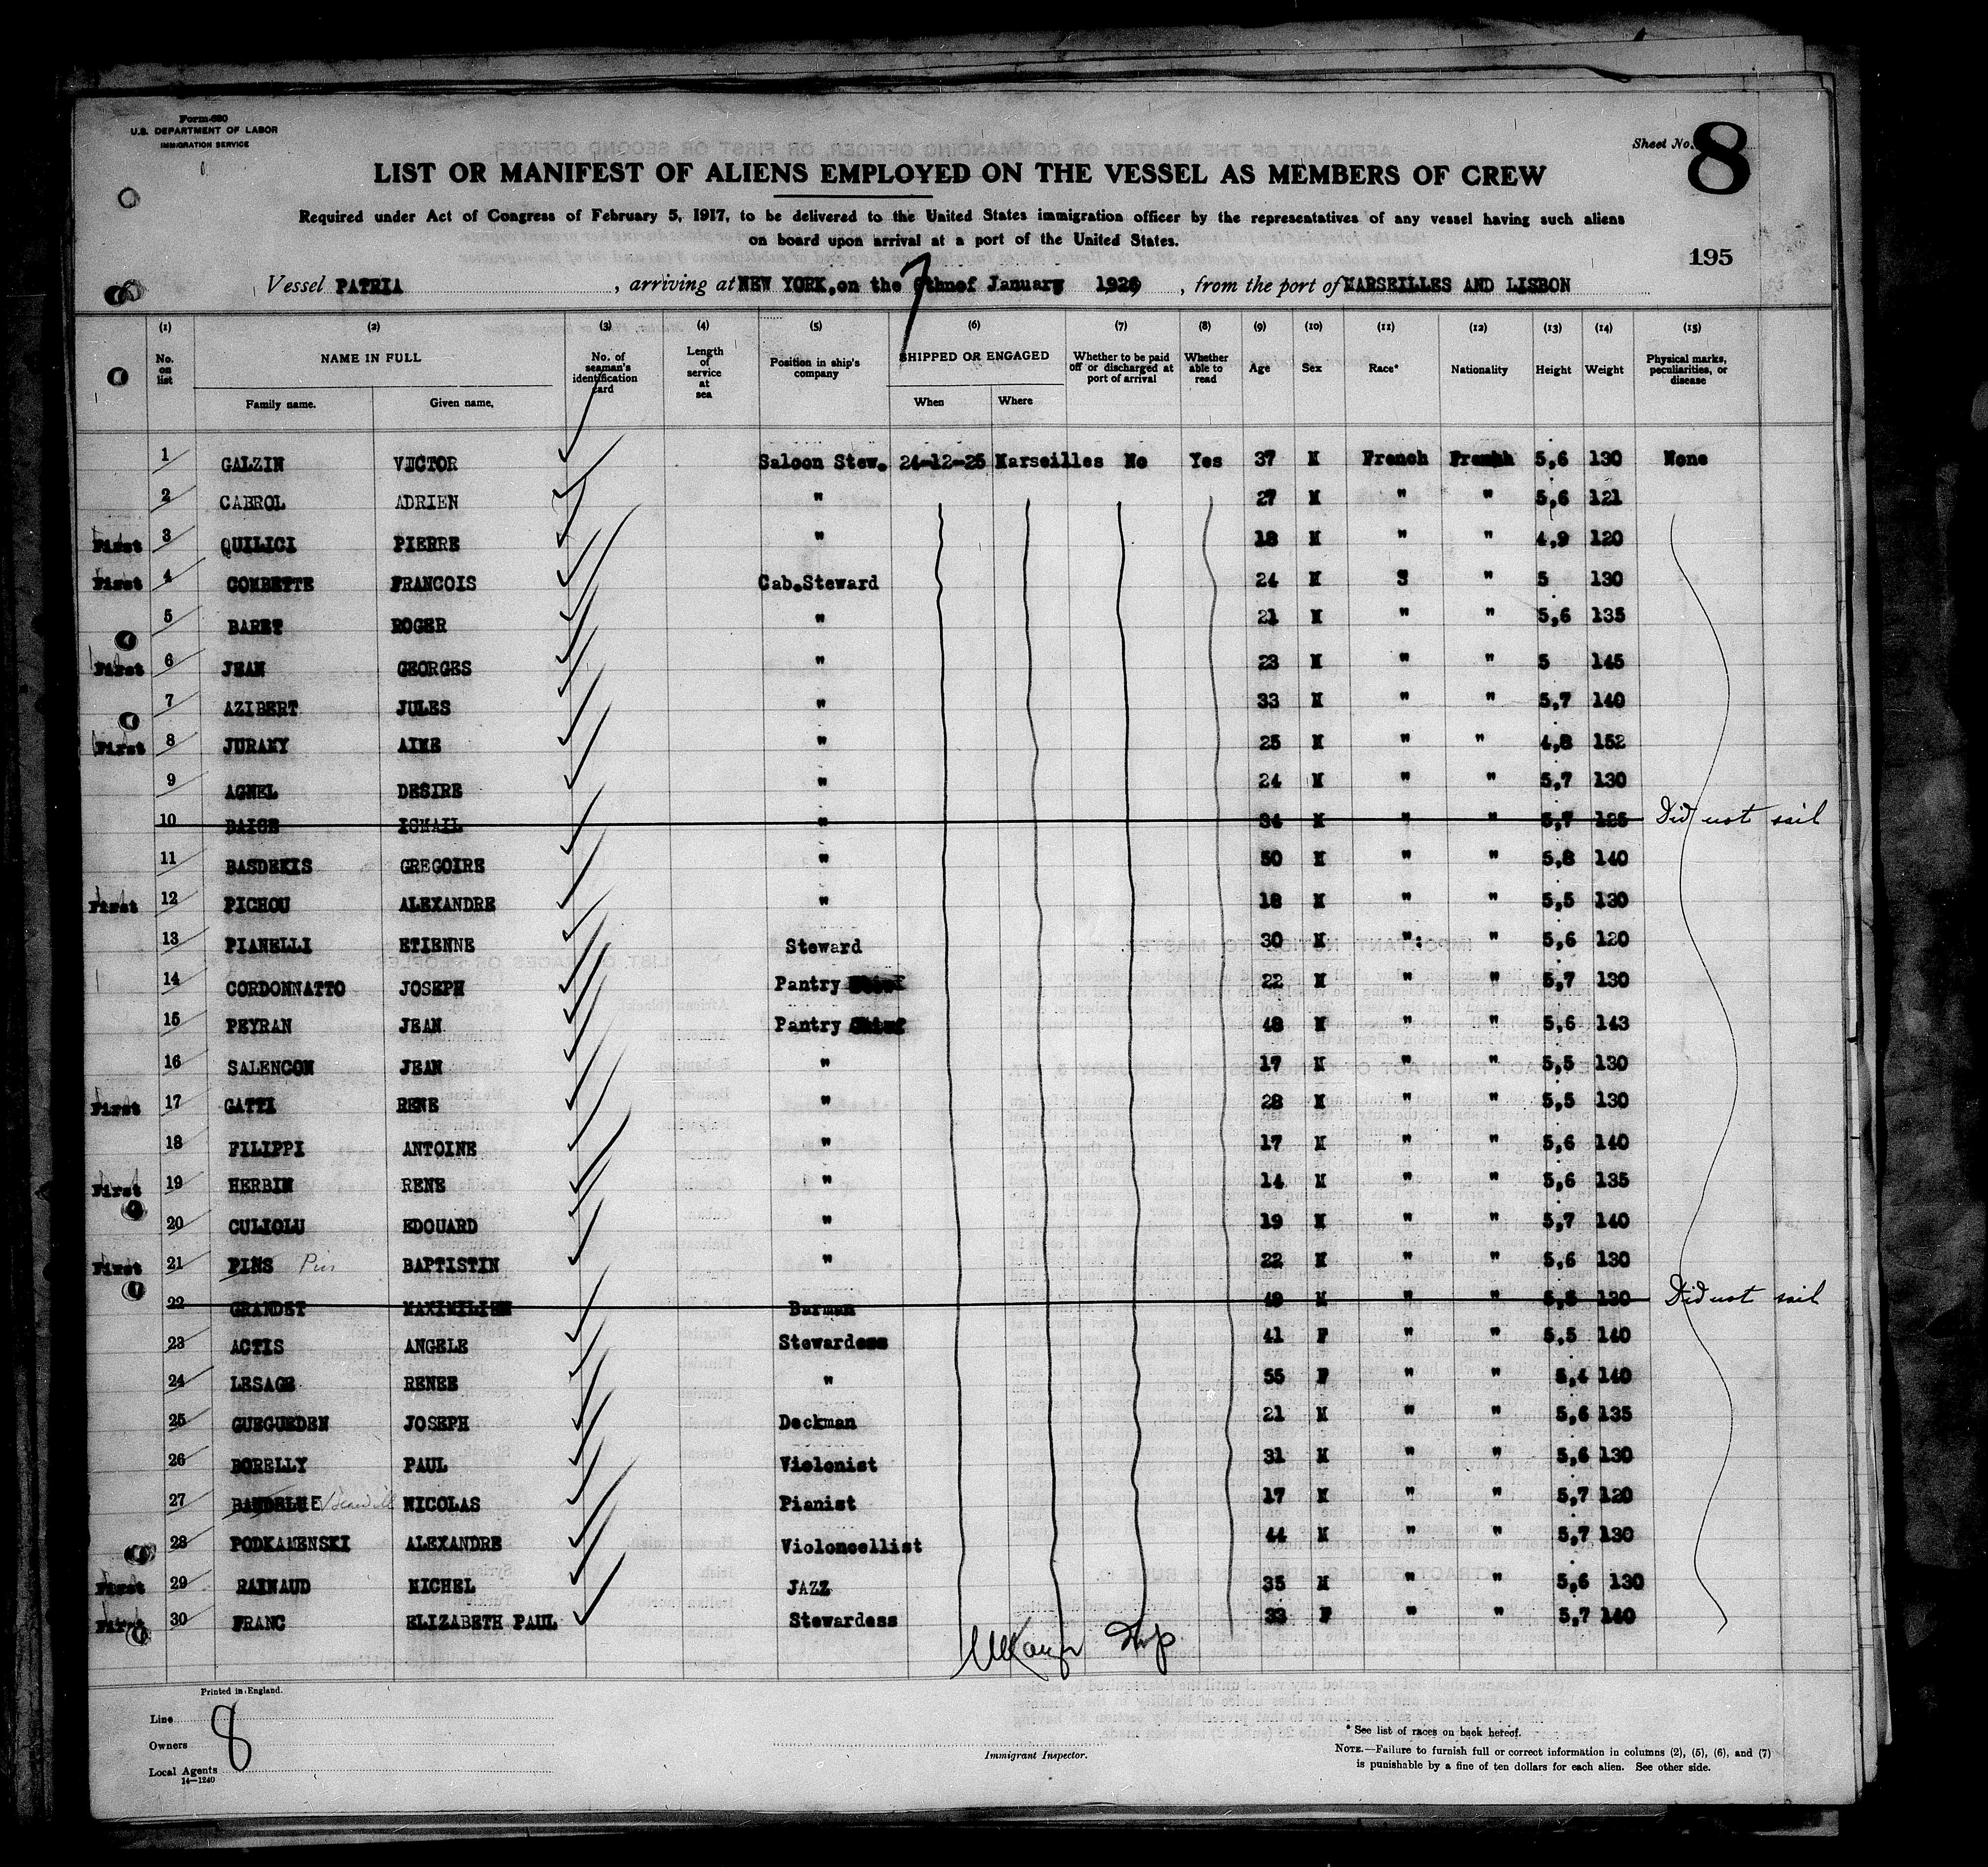 Form 680
U.S. DEPARTMENT OF LABOR
IMMIGRATION SERVICE
Sheet No. 8
LIST OR MANIFEST OF ALIENS EMPLOYED ON THE VESSEL AS MEMBERS OF CREW
Required under Act of Congress of February 5, 1917, to be delivered to the United States immigration officer by the representatives of any vessel having such aliens
on board upon arrival at a port of the United States.
195
Vessel PATRIA, arriving at NEW YORK, on the 7 of January 1926, from the port of MARSEILLES AND LISBON
(1) (2) (3) (4) (5) (6) (7) (8) (9) (10) (11) (12) (13) (14) (15)
No. on list NAME IN FULL No. of seaman's identification card Length of service at sea Position in ship's company SHIPPED OR ENGAGED Whether to be paid off or discharged at port of arrival Whether able to read Age Sex Race* Nationality Height Weight Physical marks, peculiarities, or disease
Family name. Given name. When Where
1 GALZIN VICTOR Saloon Stew. 24-12-25 Marseilles No Yes 37 M French French 5,6 130 None
2 CABROL ADRIEN " 27 M " " 5,6 121
First 3 QUILICI PIERRE " 18 M " " 4,9 120
First 4 COMBETTE FRANCOIS Cab.Steward 24 M " 5 130
5 BARET ROGER " 21 M " " 5,6 135
First 6 JEAN GEORGES " 23 M " " 5 145
7 AZIBERT JULES " 33 M " " 5,7 140
First 8 JURAMY AIME " 25 M " " 4,8 152
9 AGNEL DESIRE " 24 M " " 5,7 130
10 ISMAIL " 34 M " " 5,7 125 Did not sail
11 BASDEKIS GREGOIRE " 50 M " " 5,8 140
First 12 PICHOU ALEXANDRE " 18 M " " 5,5 130
13 PIANELLI ETIENNE Steward 30 M " " 5,6 120
14 CORDONNATTO JOSEPH Pantry 22 M " " 5,7 130
15 PEYRAN JEAN Pantry 48 M " " 5,6 143
16 SALENCON JEAN " 17 M " " 5,5 130
First 17 GATTI RENE " 28 M " " 5,5 130
18 FILIPPI ANTOINE " 17 M " " 5,6 140
First 19 HERBIN RENE " 14 M " " 5,6 135
20 CULIOLU EDOUARD " 19 M " " 5,7 140
First 21 PINS Pin BAPTISTIN " 22 M " " 5,6 130
22 GRANDET MAXIMILIEN Barman 49 M " " 130 Did not sail
23 ACTIS ANGELE Stewardess 41 F " " 5,5 140
24 LESAGE RENEE " 55 F " " 5,4 140
25 GUEGUEDEN JOSEPH Deckman 21 M " " 5,6 135
26 BORELLY PAUL Violonist 31 M " " 5,6 130
27 NICOLAS Pianist 17 M " " 5,7 120
28 PODKAMENSKI ALEXANDRE Violoncellist 44 M " " 5,7 130
First 29 RAINAUD MICHEL JAZZ 35 M " " 5,6 130
First 30 FRANC ELIZABETH PAUL Stewardess 33 F " " 5,7 140
Printed in England.
Line
Owners
8
Local Agents
14-1240
Immigrant Inspector.
* See list of races on back hereof.
NOTE.—Failure to furnish full or correct information in columns (2), (5), (6), and (7)
is punishable by a fine of ten dollars for each alien. See other side.